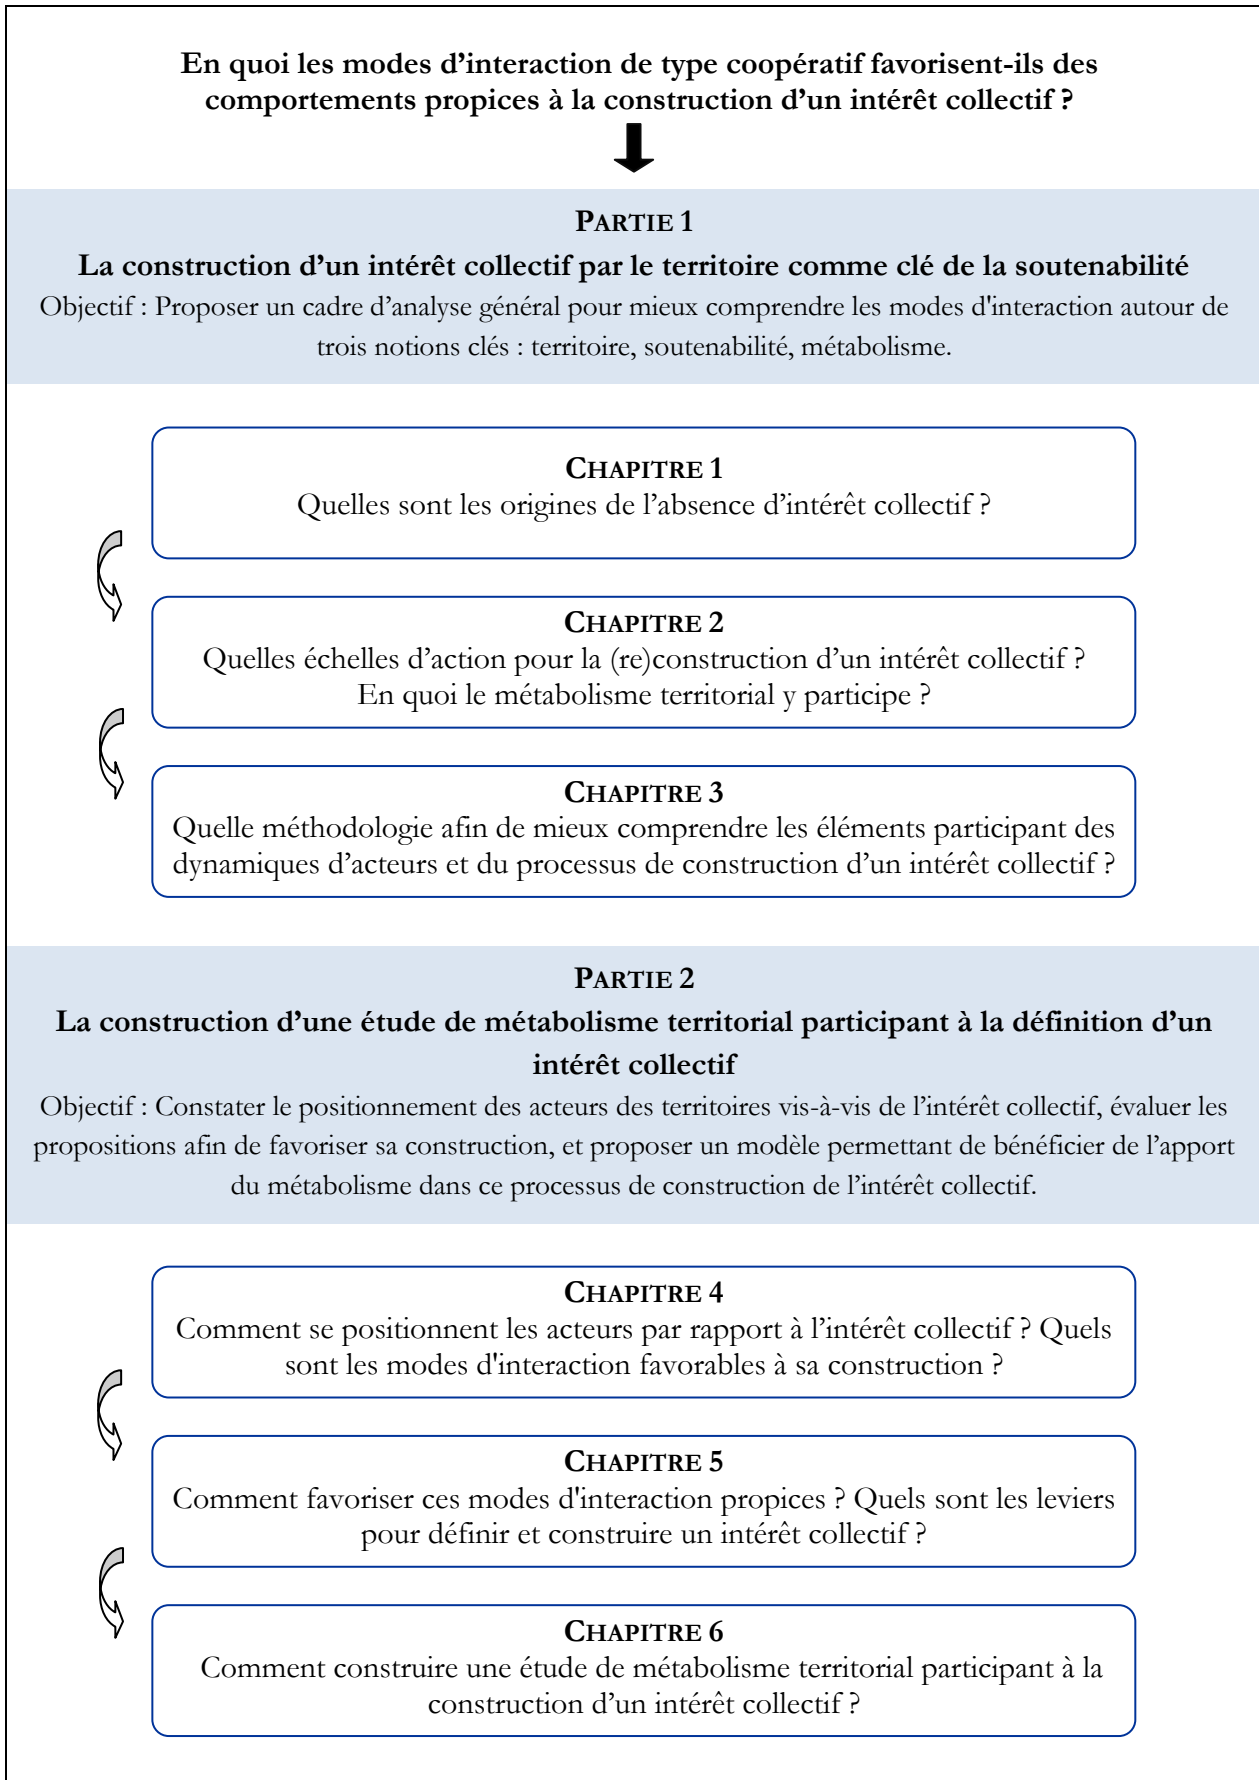 En quoi les modes d’interaction de type coopératif favorisent-ils des
comportements propices à la construction d’un intérêt collectif ?
PARTIE 1
La construction d’un intérêt collectif par le territoire comme clé de la soutenabilité
Objectif : Proposer un cadre d’analyse général pour mieux comprendre les modes d'interaction autour de
trois notions clés : territoire, soutenabilité, métabolisme.
CHAPITRE 1
Quelles sont les origines de l’absence d’intérêt collectif ?
CHAPITRE 2
Quelles échelles d’action pour la (re)construction d’un intérêt collectif ?
En quoi le métabolisme territorial y participe ?
CHAPITRE 3
Quelle méthodologie afin de mieux comprendre les éléments participant des
dynamiques d’acteurs et du processus de construction d’un intérêt collectif ?
PARTIE 2
La construction d’une étude de métabolisme territorial participant à la définition d’un
intérêt collectif
Objectif : Constater le positionnement des acteurs des territoires vis-à-vis de l’intérêt collectif, évaluer les
propositions afin de favoriser sa construction, et proposer un modèle permettant de bénéficier de l’apport
du métabolisme dans ce processus de construction de l’intérêt collectif.
CHAPITRE 4
Comment se positionnent les acteurs par rapport à l’intérêt collectif ? Quels
sont les modes d'interaction favorables à sa construction ?
CHAPITRE 5
Comment favoriser ces modes d'interaction propices ? Quels sont les leviers
pour définir et construire un intérêt collectif ?
CHAPITRE 6
Comment construire une étude de métabolisme territorial participant à la
construction d’un intérêt collectif ?